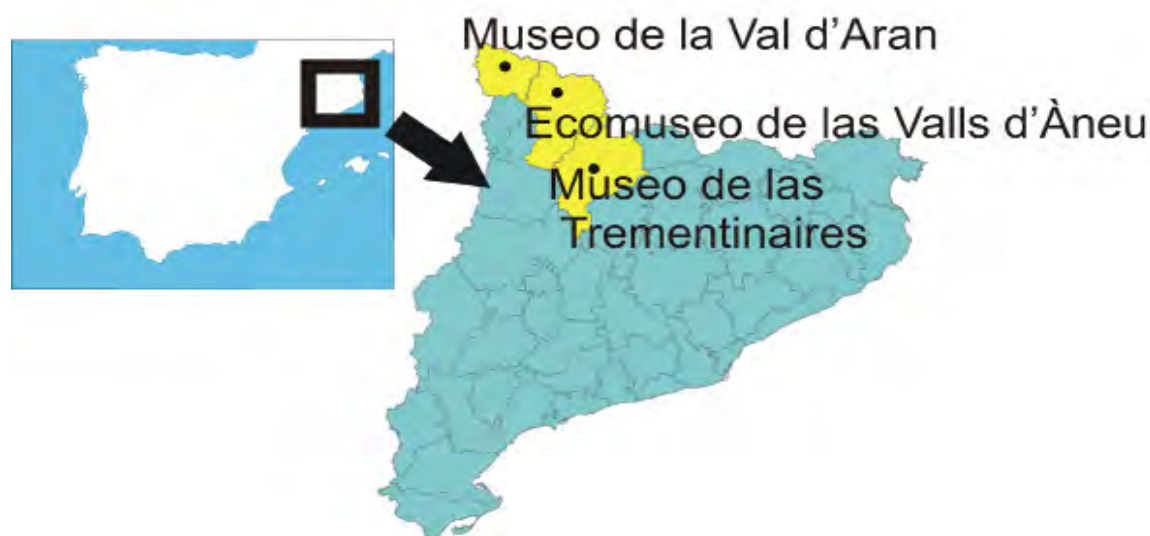 Museo de la Val d'Aran
Ecomuseo de las Valls d'Àneu
Museo de las
Trementinaires